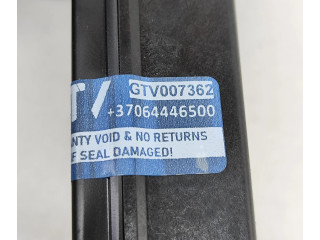 GTV007362
+37064446500
NTY VOID & NO RETURNS
F SEAL DAMAGED!